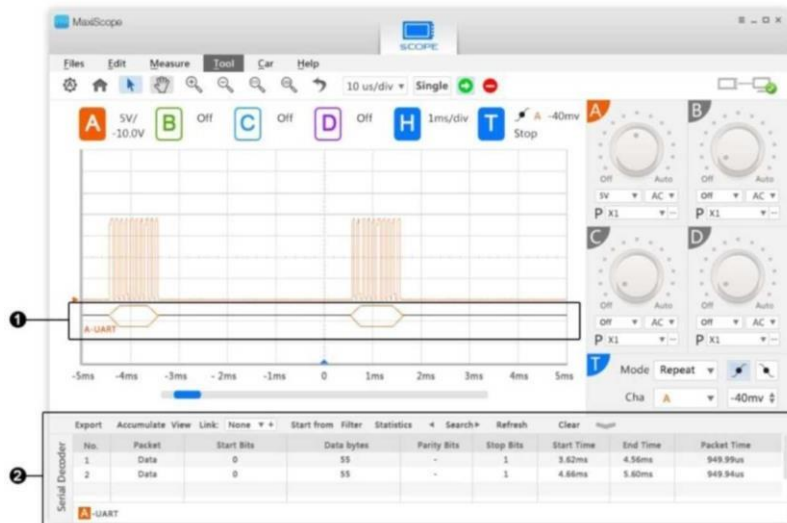 MaxiScope
SCOPE
Files Edit Measure Tool Car Help
10 us/div Single
A 5V/ -10.0V B Off C Off D Off H 1ms/div T A -40mv Stop
A
Off Auto
5V AC
P X1
B
Off Auto
Off AC
P X1
C
Off Auto
Off AC
P X1
D
Off Auto
Off AC
P X1
1
A-UART
-5ms -4ms -3ms - 2ms -1ms 0 1ms 2ms 3ms 4ms 5ms
T Mode Repeat
Cha A -40mv
2
Export Accumulate View Link: None + Start from Filter Statistics Search Refresh Clear
Serial Decoder
No. Packet Start Bits Data bytes Parity Bits Stop Bits Start Time End Time Packet Time
1 Data 0 55 - 1 3.62ms 4.56ms 949.99us
2 Data 0 55 - 1 4.66ms 5.60ms 949.94us
A -UART